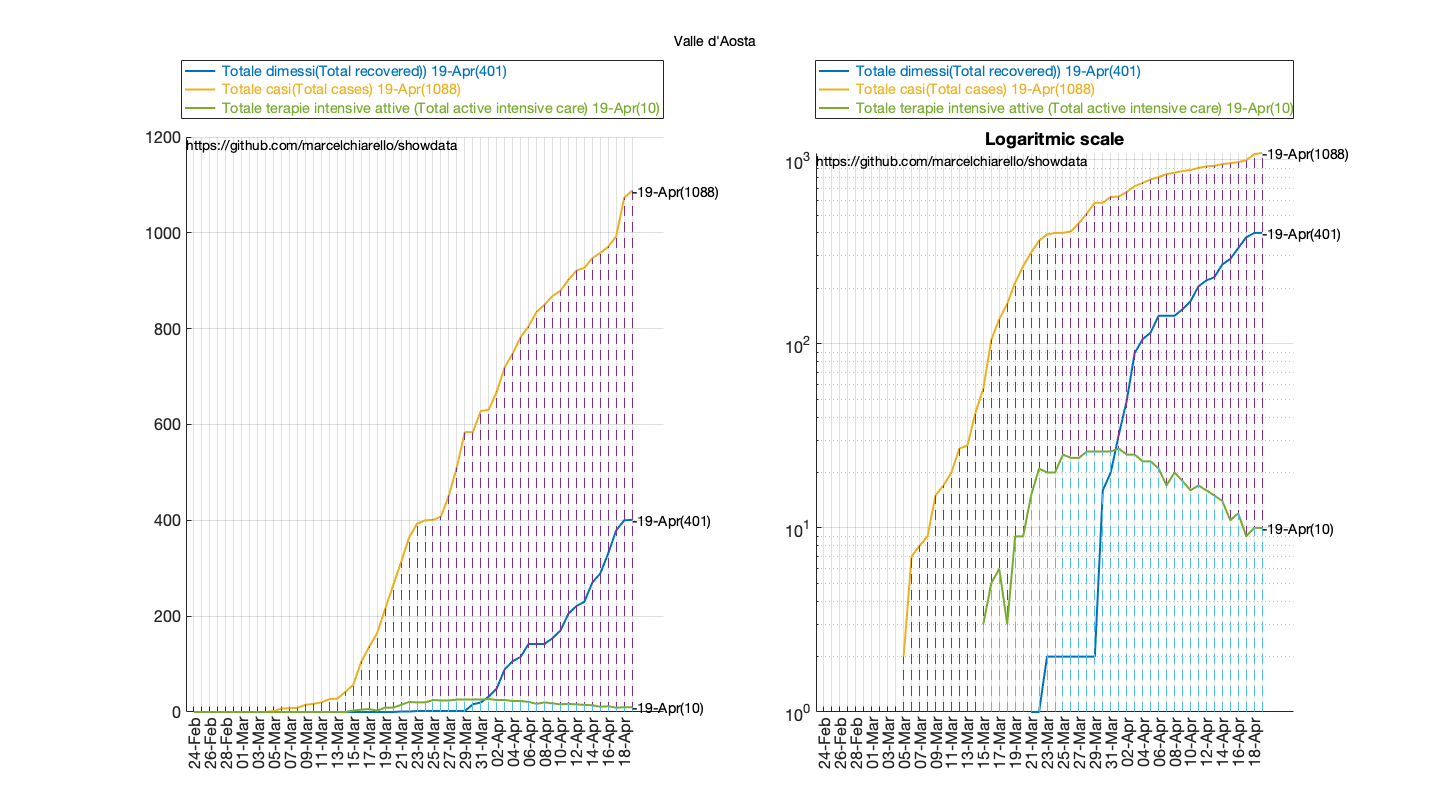 Valle d'Aosta
Totale dimessi(Total recovered)) 19-Apr(401)
Totale casi(Total cases) 19-Apr(1088)
Totale terapie intensive attive (Total active intensive care) 19-Apr(10)
1200
https://github.com/marcelchiarello/showdata
-19-Apr(1088)
1000
800
600
400
-19-Apr(401)
200
0
-19-Apr(10)
24-Feb
26-Feb
28-Feb
01-Mar
03-Mar
05-Mar
07-Mar
09-Mar
11-Mar
13-Mar
15-Mar
17-Mar
19-Mar
21-Mar
23-Mar
25-Mar
27-Mar
29-Mar
31-Mar
02-Apr
04-Apr
06-Apr
08-Apr
10-Apr
12-Apr
14-Apr
16-Apr
18-Apr
Totale dimessi(Total recovered)) 19-Apr(401)
Totale casi(Total cases) 19-Apr(1088)
Totale terapie intensive attive (Total active intensive care) 19-Apr(10)
Logaritmic scale
10^3
https://github.com/marcelchiarello/showdata
-19-Apr(1088)
-19-Apr(401)
10^2
10^1
-19-Apr(10)
10^0
24-Feb
26-Feb
28-Feb
01-Mar
03-Mar
05-Mar
07-Mar
09-Mar
11-Mar
13-Mar
15-Mar
17-Mar
19-Mar
21-Mar
23-Mar
25-Mar
27-Mar
29-Mar
31-Mar
02-Apr
04-Apr
06-Apr
08-Apr
10-Apr
12-Apr
14-Apr
16-Apr
18-Apr